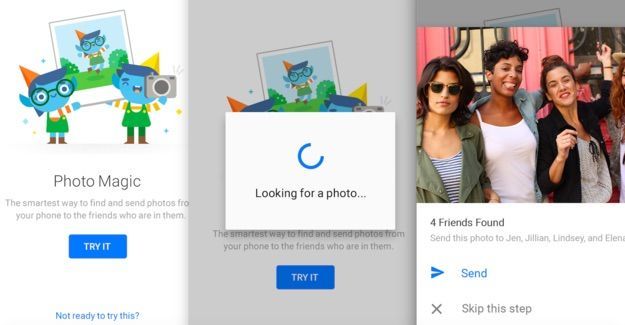 Photo Magic
The smartest way to find and send photos from
your phone to the friends who are in them.
TRY IT
Not ready to try this?
Looking for a photo...
The smartest way to find and send photos from
your phone to the friends who are in them.
TRY IT
4 Friends Found
Send this photo to Jen, Jillian, Lindsey, and Elena
Send
Skip this step